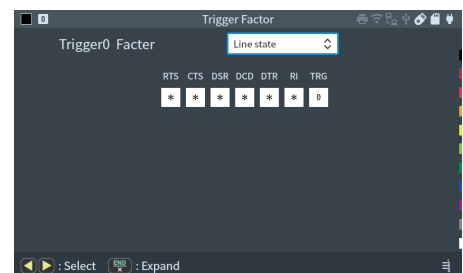 0 Trigger Factor
Trigger0 Facter Line state
RTS CTS DSR DCD DTR RI TRG
* * * * * * 0
: Select END X : Expand